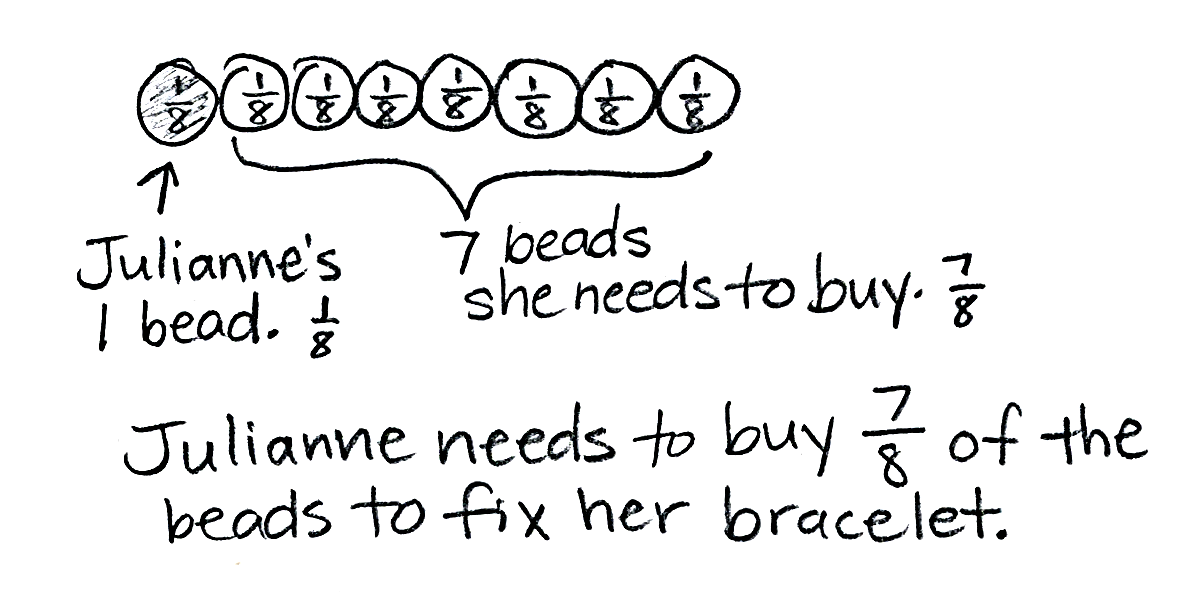 1/8 1/8 1/8 1/8 1/8 1/8 1/8 1/8
Julianne's
1 bead. 1/8
7 beads
she needs to buy. 7/8
Julianne needs to buy 7/8 of the
beads to fix her bracelet.